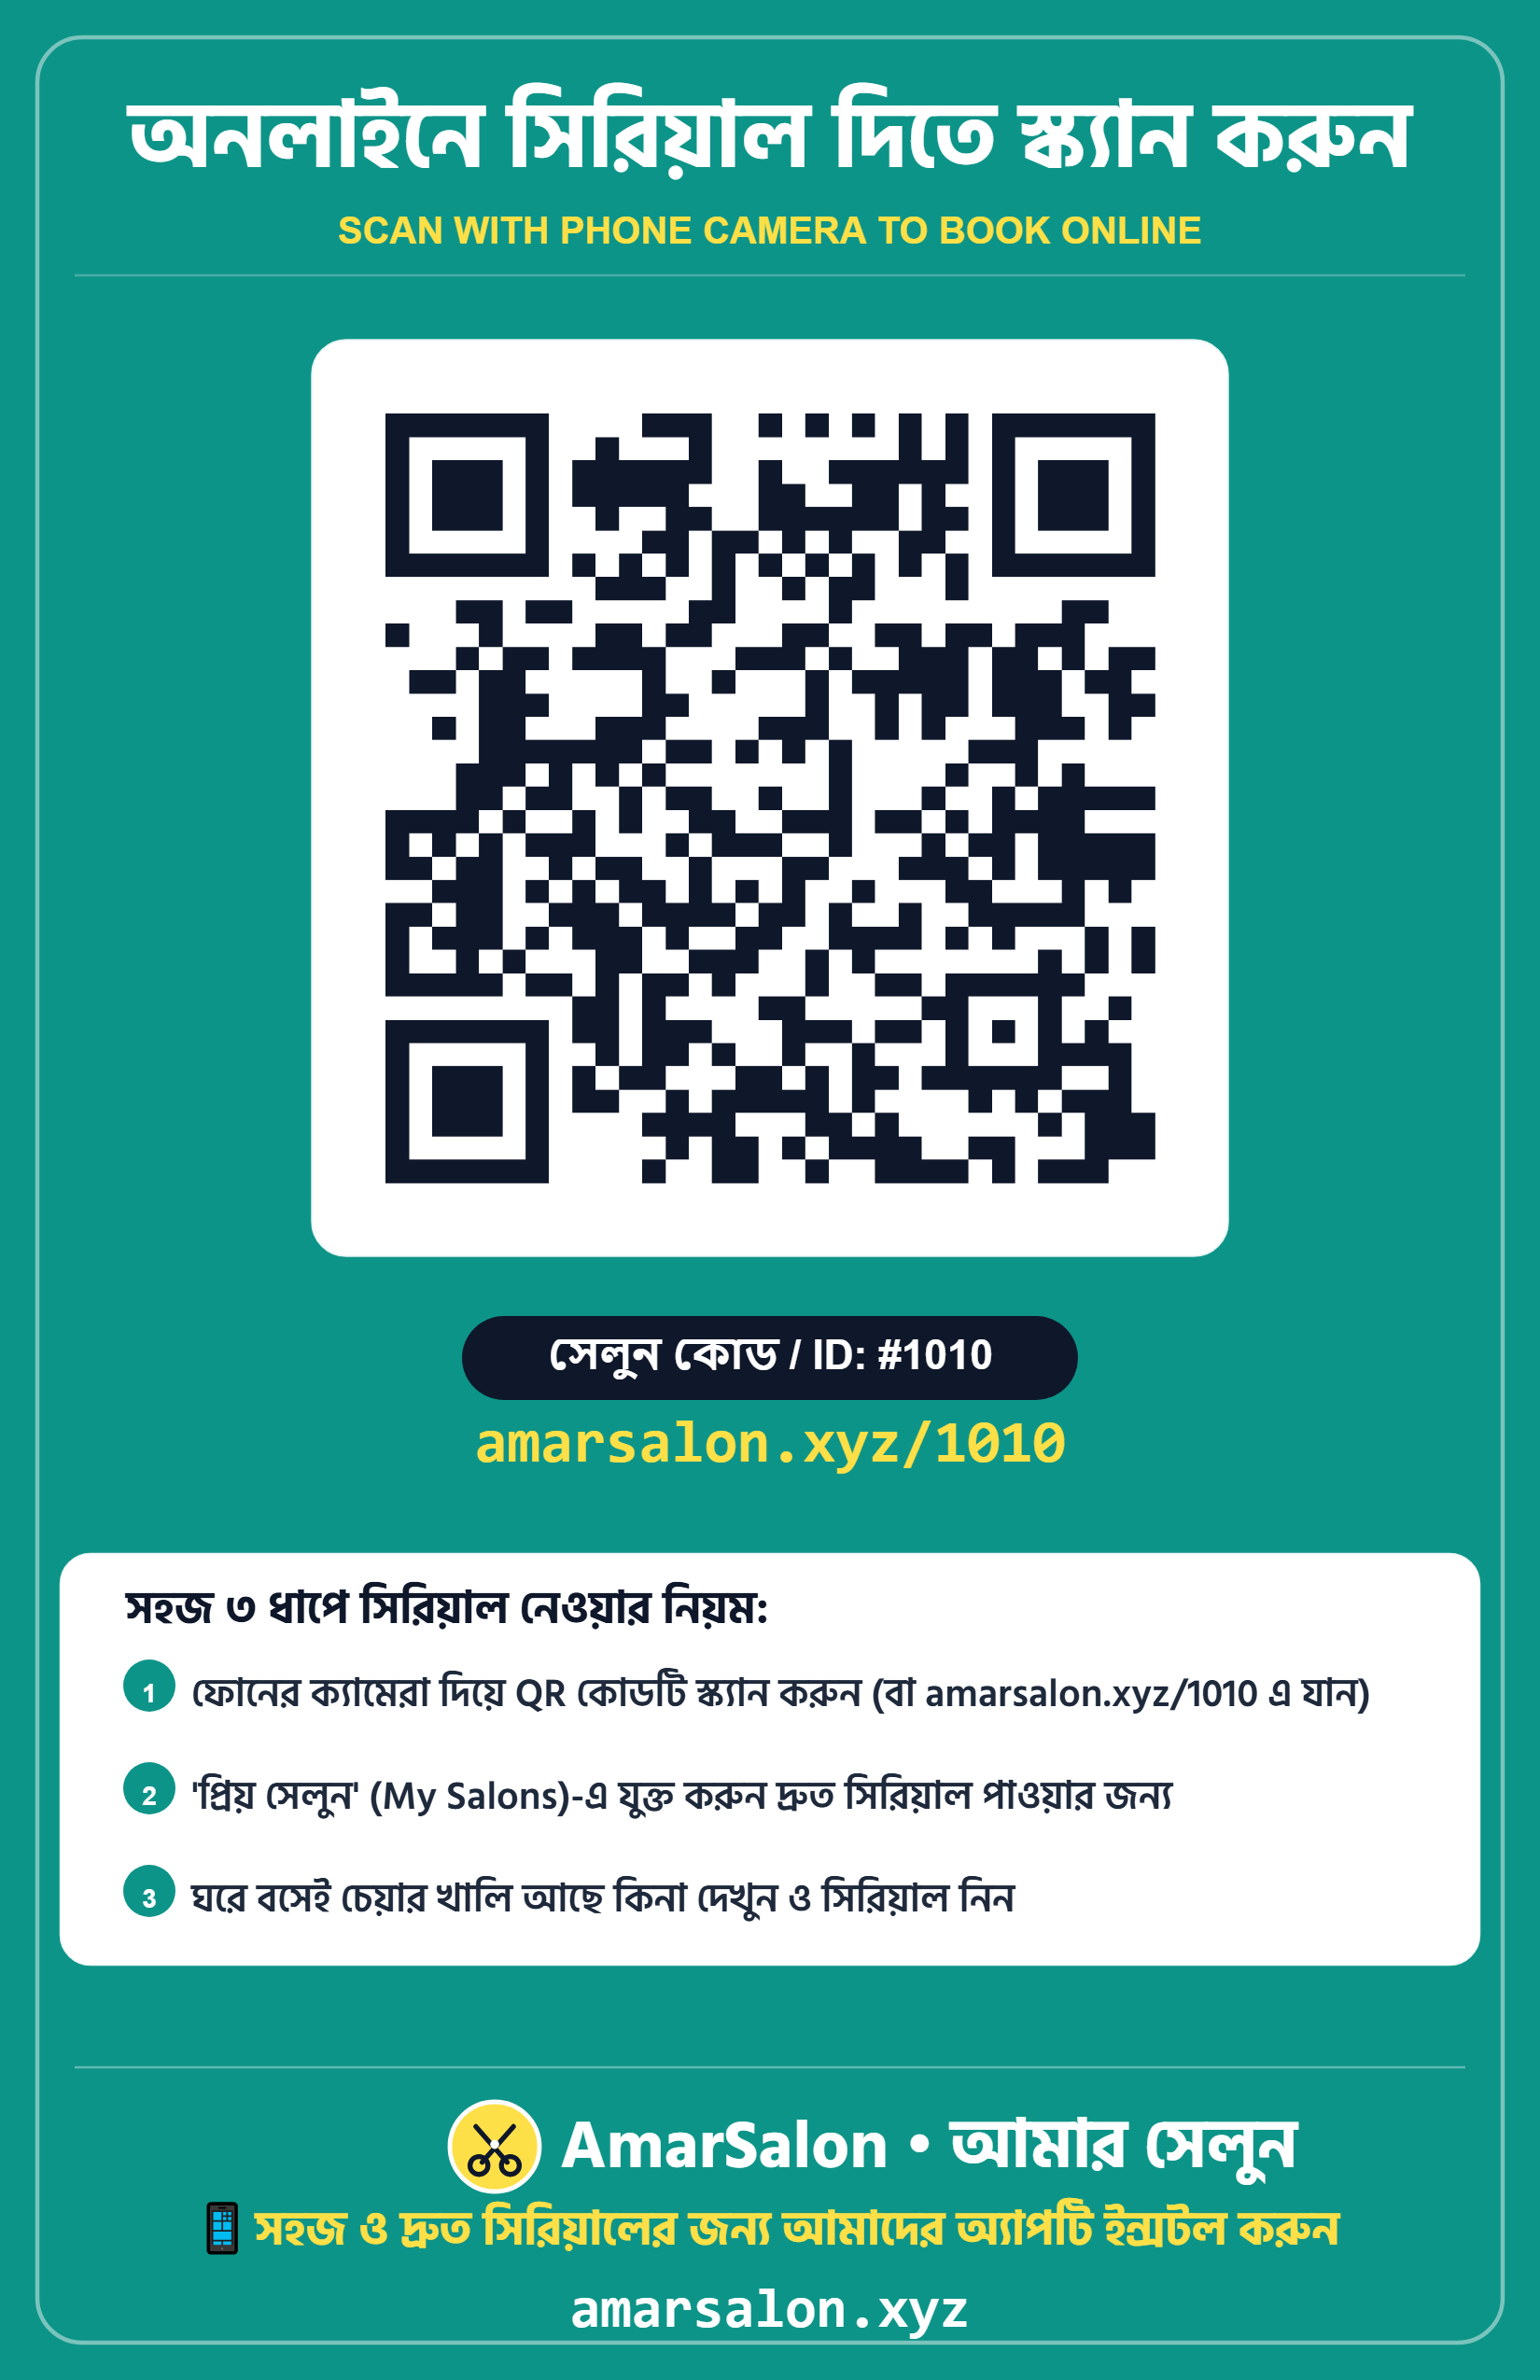 অনলাইনে সিরিয়াল দিতে স্ক্যান করুন
SCAN WITH PHONE CAMERA TO BOOK ONLINE
সেলুন কোড / ID: #1010
amarsalon.xyz/1010
সহজ ৩ ধাপে সিরিয়াল নেওয়ার নিয়ম:
1 ফোনের ক্যামেরা দিয়ে QR কোডটি স্ক্যান করুন (বা amarsalon.xyz/1010 এ যান)
2 'প্রিয় সেলুন' (My Salons)-এ যুক্ত করুন দ্রুত সিরিয়াল পাওয়ার জন্য
3 ঘরে বসেই চেয়ার খালি আছে কিনা দেখুন ও সিরিয়াল নিন
AmarSalon • আমার সেলুন
সহজ ও দ্রুত সিরিয়ালের জন্য আমাদের অ্যাপটি ইন্সটল করুন
amarsalon.xyz